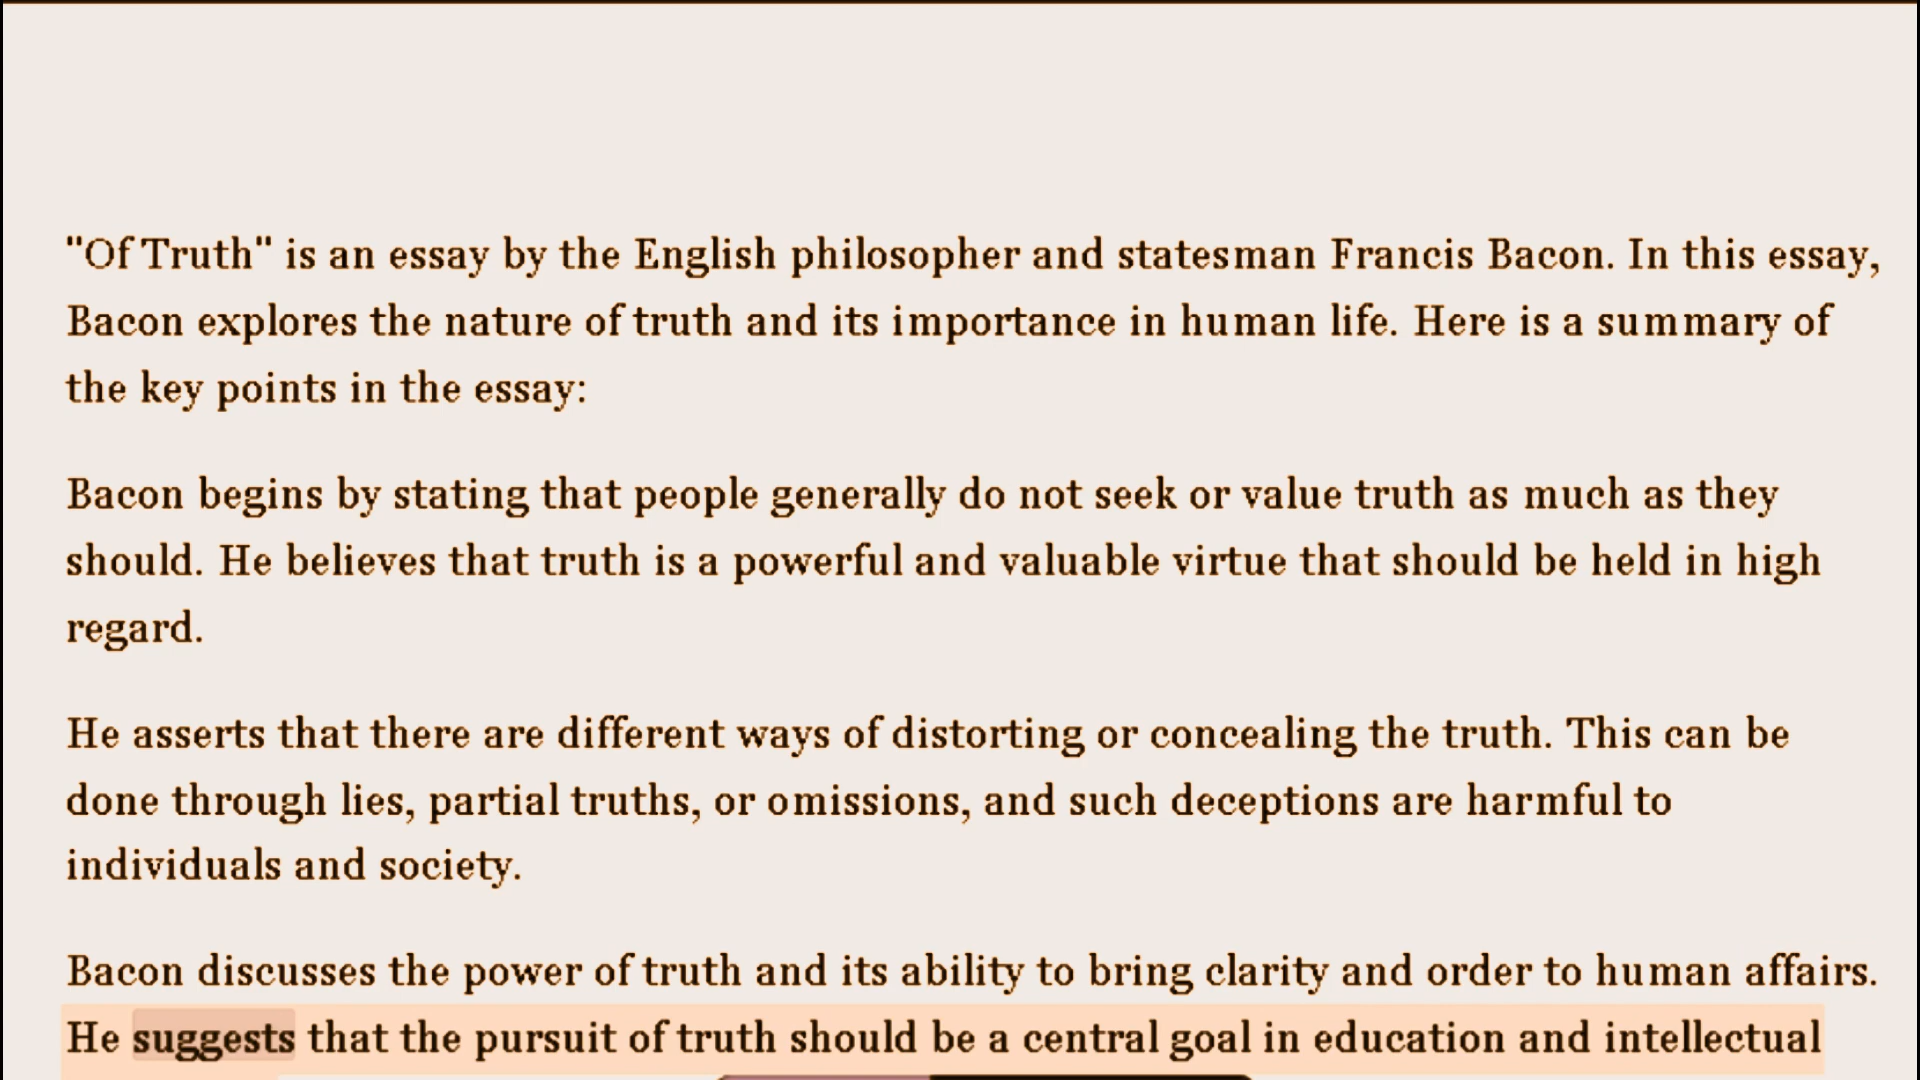 "Of Truth" is an essay by the English philosopher and statesman Francis Bacon. In this essay,
Bacon explores the nature of truth and its importance in human life. Here is a summary of
the key points in the essay:
Bacon begins by stating that people generally do not seek or value truth as much as they
should. He believes that truth is a powerful and valuable virtue that should be held in high
regard.
He asserts that there are different ways of distorting or concealing the truth. This can be
done through lies, partial truths, or omissions, and such deceptions are harmful to
individuals and society.
Bacon discusses the power of truth and its ability to bring clarity and order to human affairs.
He suggests that the pursuit of truth should be a central goal in education and intellectual